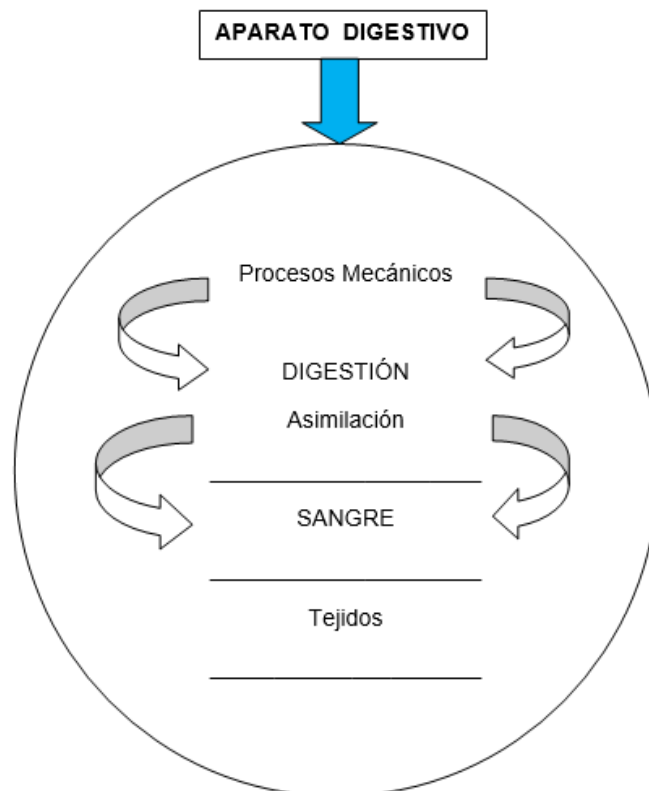 APARATO DIGESTIVO
Procesos Mecánicos
DIGESTIÓN
Asimilación
SANGRE
Tejidos